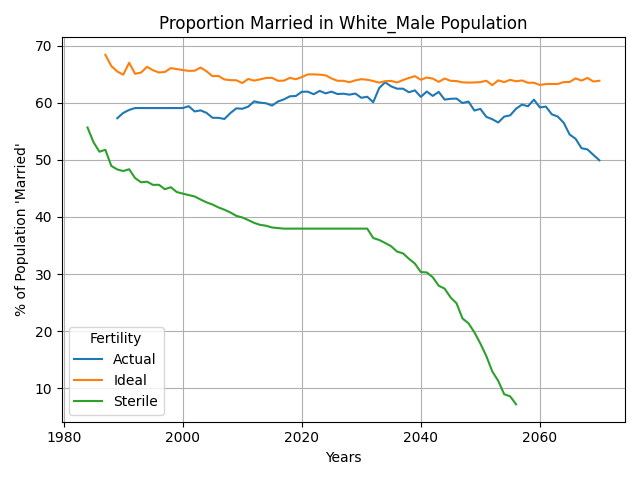 Proportion Married in White_Male Population
% of Population 'Married'
70
60
50
40
30
20
10
Fertility
Actual
Ideal
Sterile
1980 2000 2020 2040 2060
Years